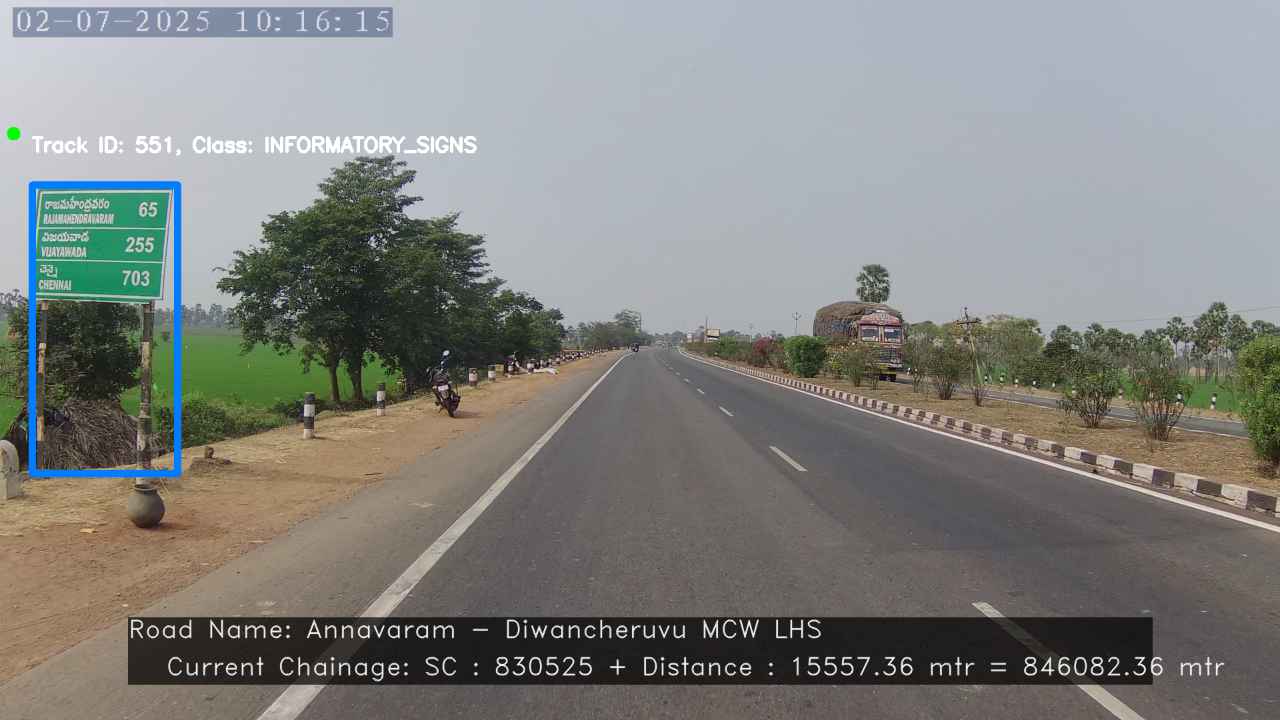 02-07-2025 10:16:15
Track ID: 551, Class: INFORMATORY_SIGNS
రాజమహేంద్రవరం 65
RAJAMAHENDRAVARAM
విజయవాడ 255
VIJAYAWADA
చెన్నై 703
CHENNAI
Road Name: Annavaram - Diwancheruvu MCW LHS
Current Chainage: SC : 830525 + Distance : 15557.36 mtr = 846082.36 mtr